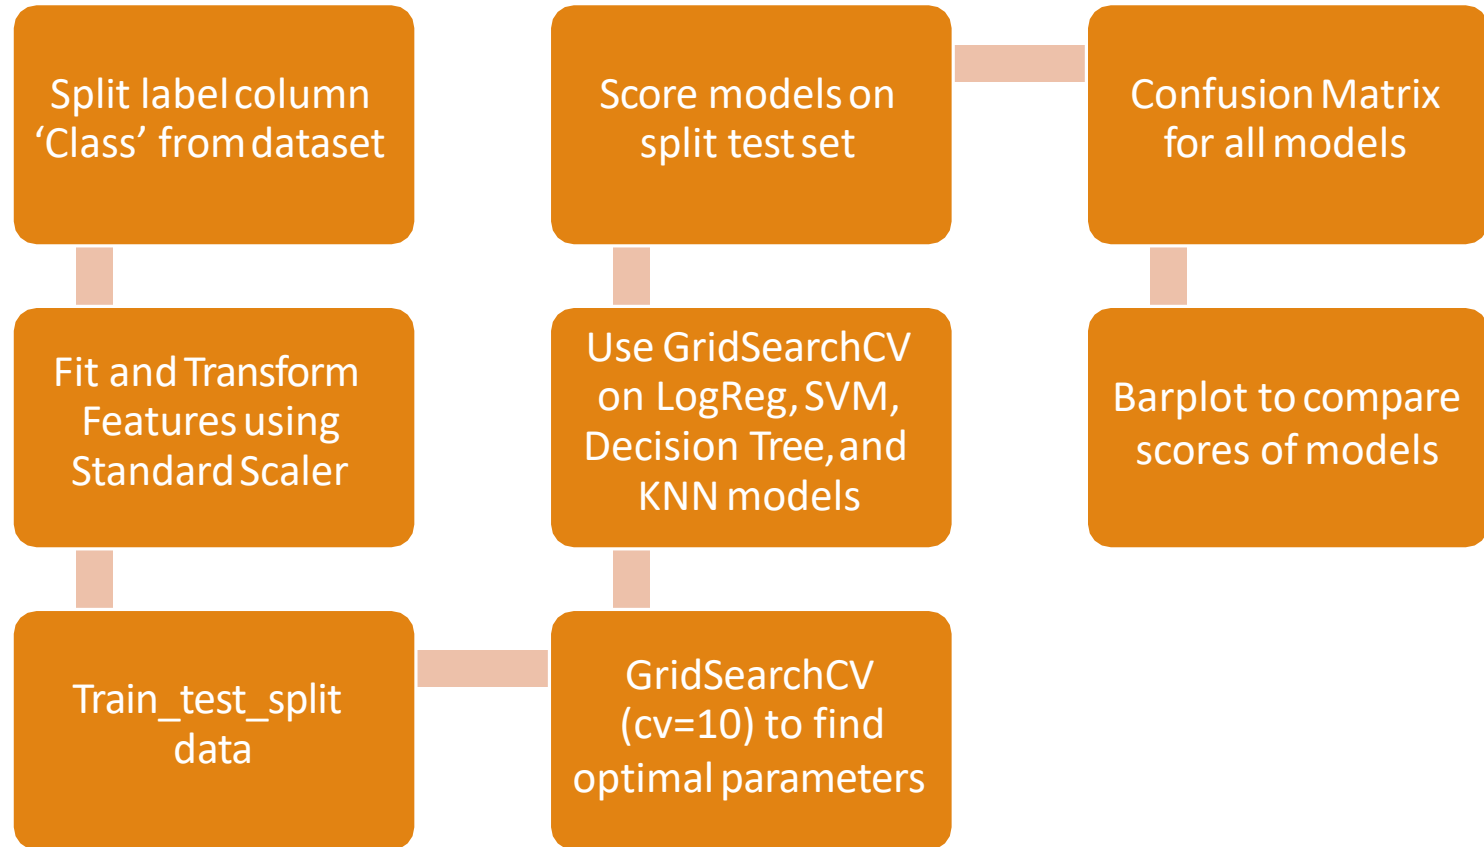 Split label column
‘Class’ from dataset
Fit and Transform
Features using
Standard Scaler
Train_test_split
data
GridSearchCV
(cv=10) to find
optimal parameters
Use GridSearchCV
on LogReg, SVM,
Decision Tree, and
KNN models
Score models on
split test set
Confusion Matrix
for all models
Barplot to compare
scores of models